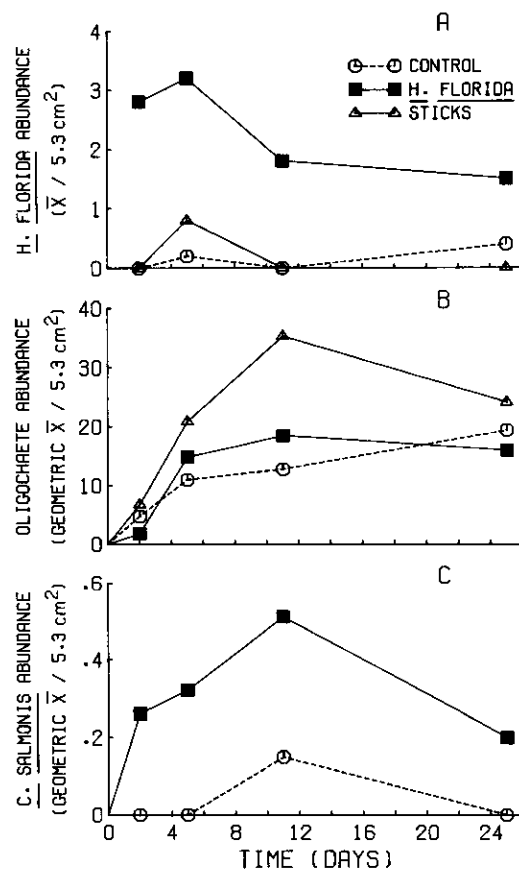 A
H. FLORIDA ABUNDANCE
(X̅ / 5.3 cm²)
4
3
2
1
0
CONTROL
H. FLORIDA
STICKS
B
OLIGOCHAETE ABUNDANCE
(GEOMETRIC X̅ / 5.3 cm²)
40
30
20
10
0
C
C. SALMONIS ABUNDANCE
(GEOMETRIC X̅ / 5.3 cm²)
.6
.4
.2
0
0 4 8 12 16 20 24
TIME (DAYS)